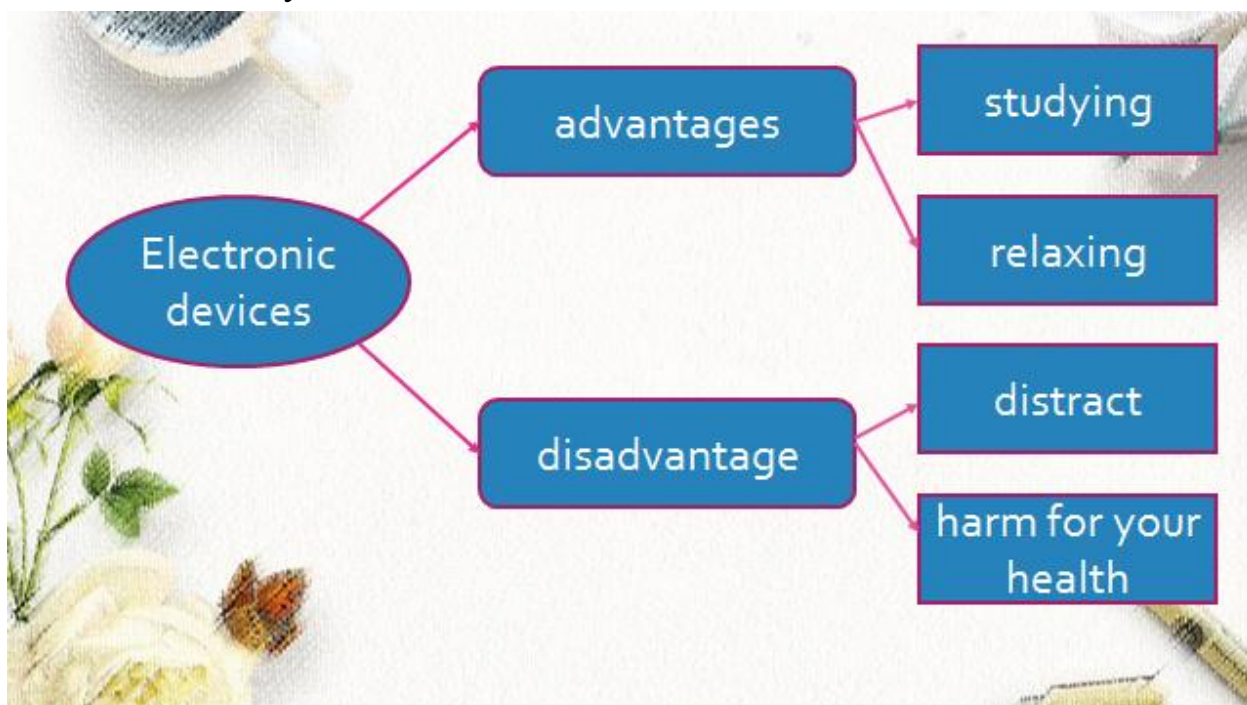 Electronic
devices
advantages
studying
relaxing
disadvantage
distract
harm for your
health